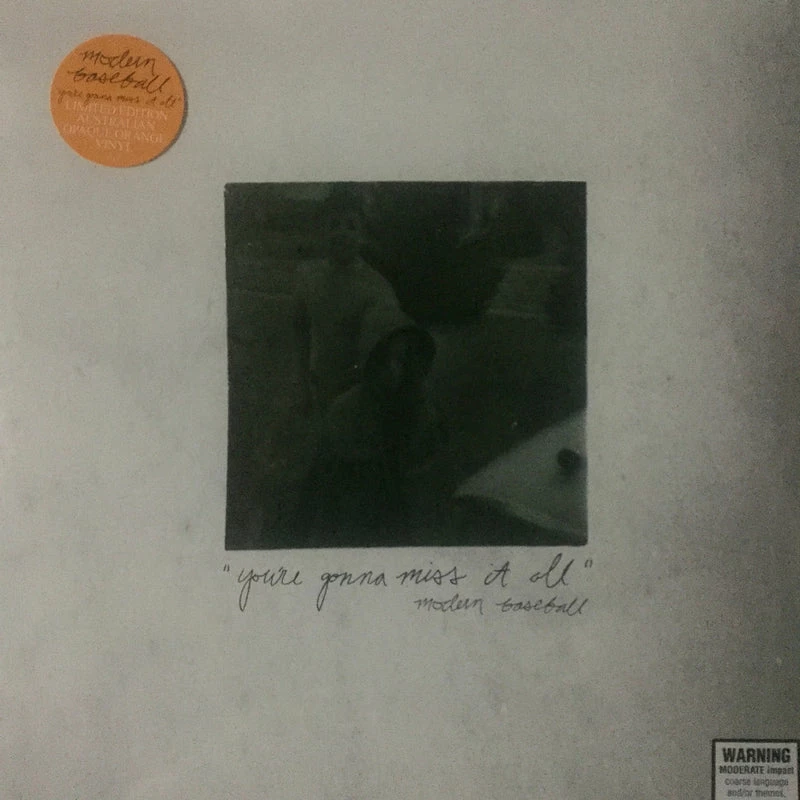 modern
baseball
"you're gonna miss it all"
LIMITED EDITION
AUSTRALIAN
OPAQUE ORANGE
VINYL
"you're gonna miss it all"
modern baseball
WARNING
MODERATE impact
coarse language
and/or themes.